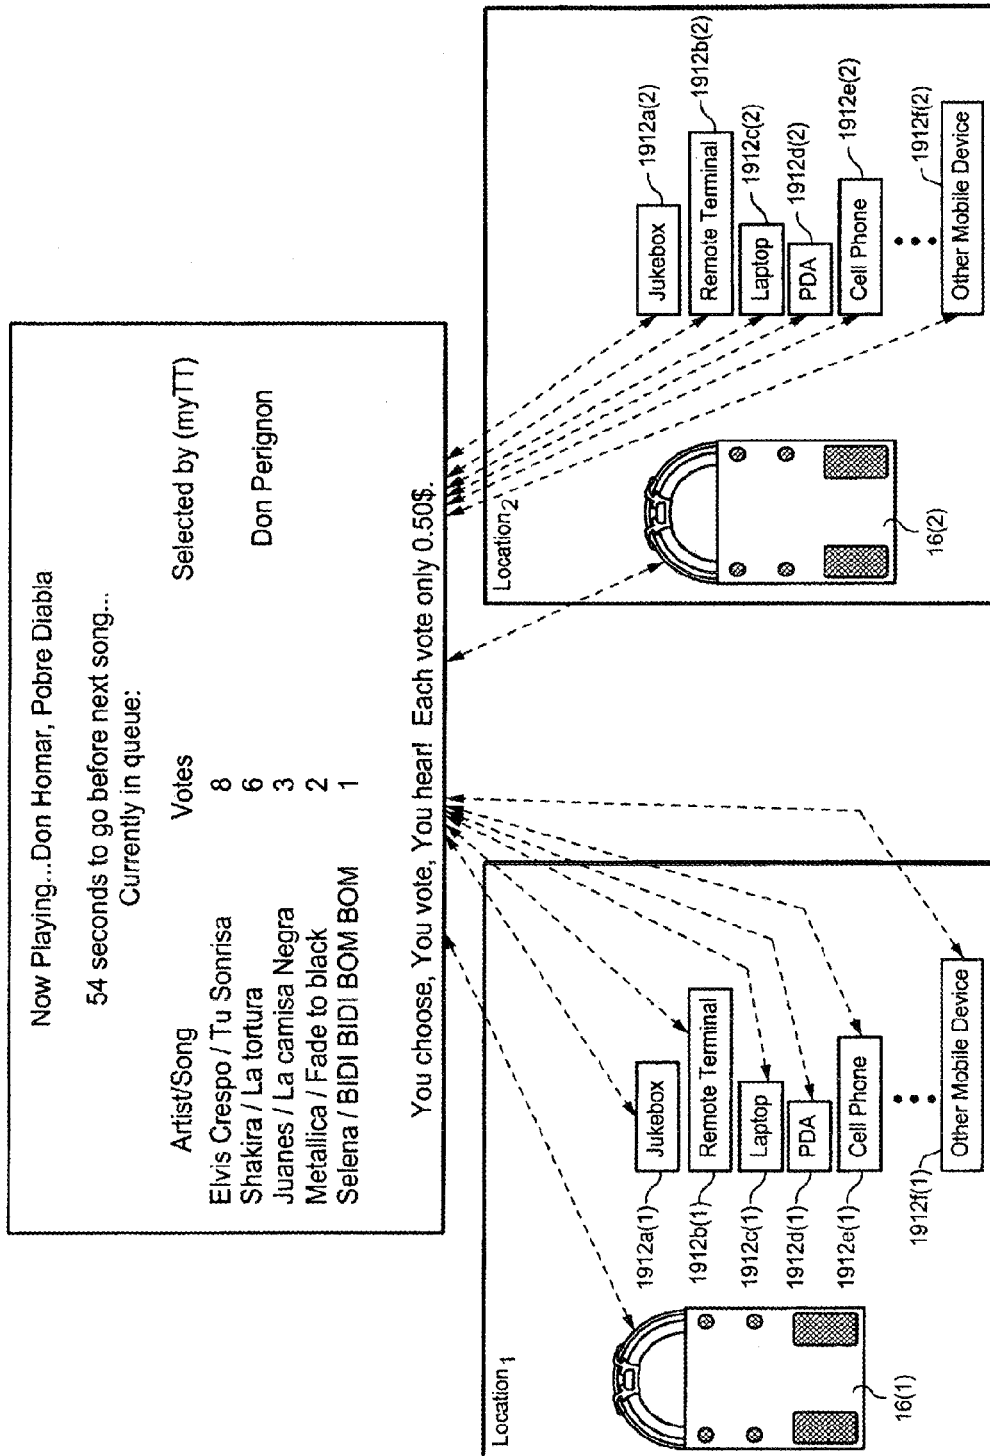 Now Playing...Don Homar, Pobre Diabla
54 seconds to go before next song...
Currently in queue:
Artist/Song Votes Selected by (myTT)
Elvis Crespo / Tu Sonrisa 8
Shakira / La tortura 6 Don Perignon
Juanes / La camisa Negra 3
Metallica / Fade to black 2
Selena / BIDI BIDI BOM BOM 1
You choose, You vote, You hear! Each vote only 0.50$.
Location1
16(1)
1912a(1) Jukebox
1912b(1) Remote Terminal
1912c(1) Laptop
1912d(1) PDA
1912e(1) Cell Phone
1912f(1) Other Mobile Device
Location2
16(2)
Jukebox 1912a(2)
Remote Terminal 1912b(2)
Laptop 1912c(2)
PDA 1912d(2)
Cell Phone 1912e(2)
Other Mobile Device 1912f(2)